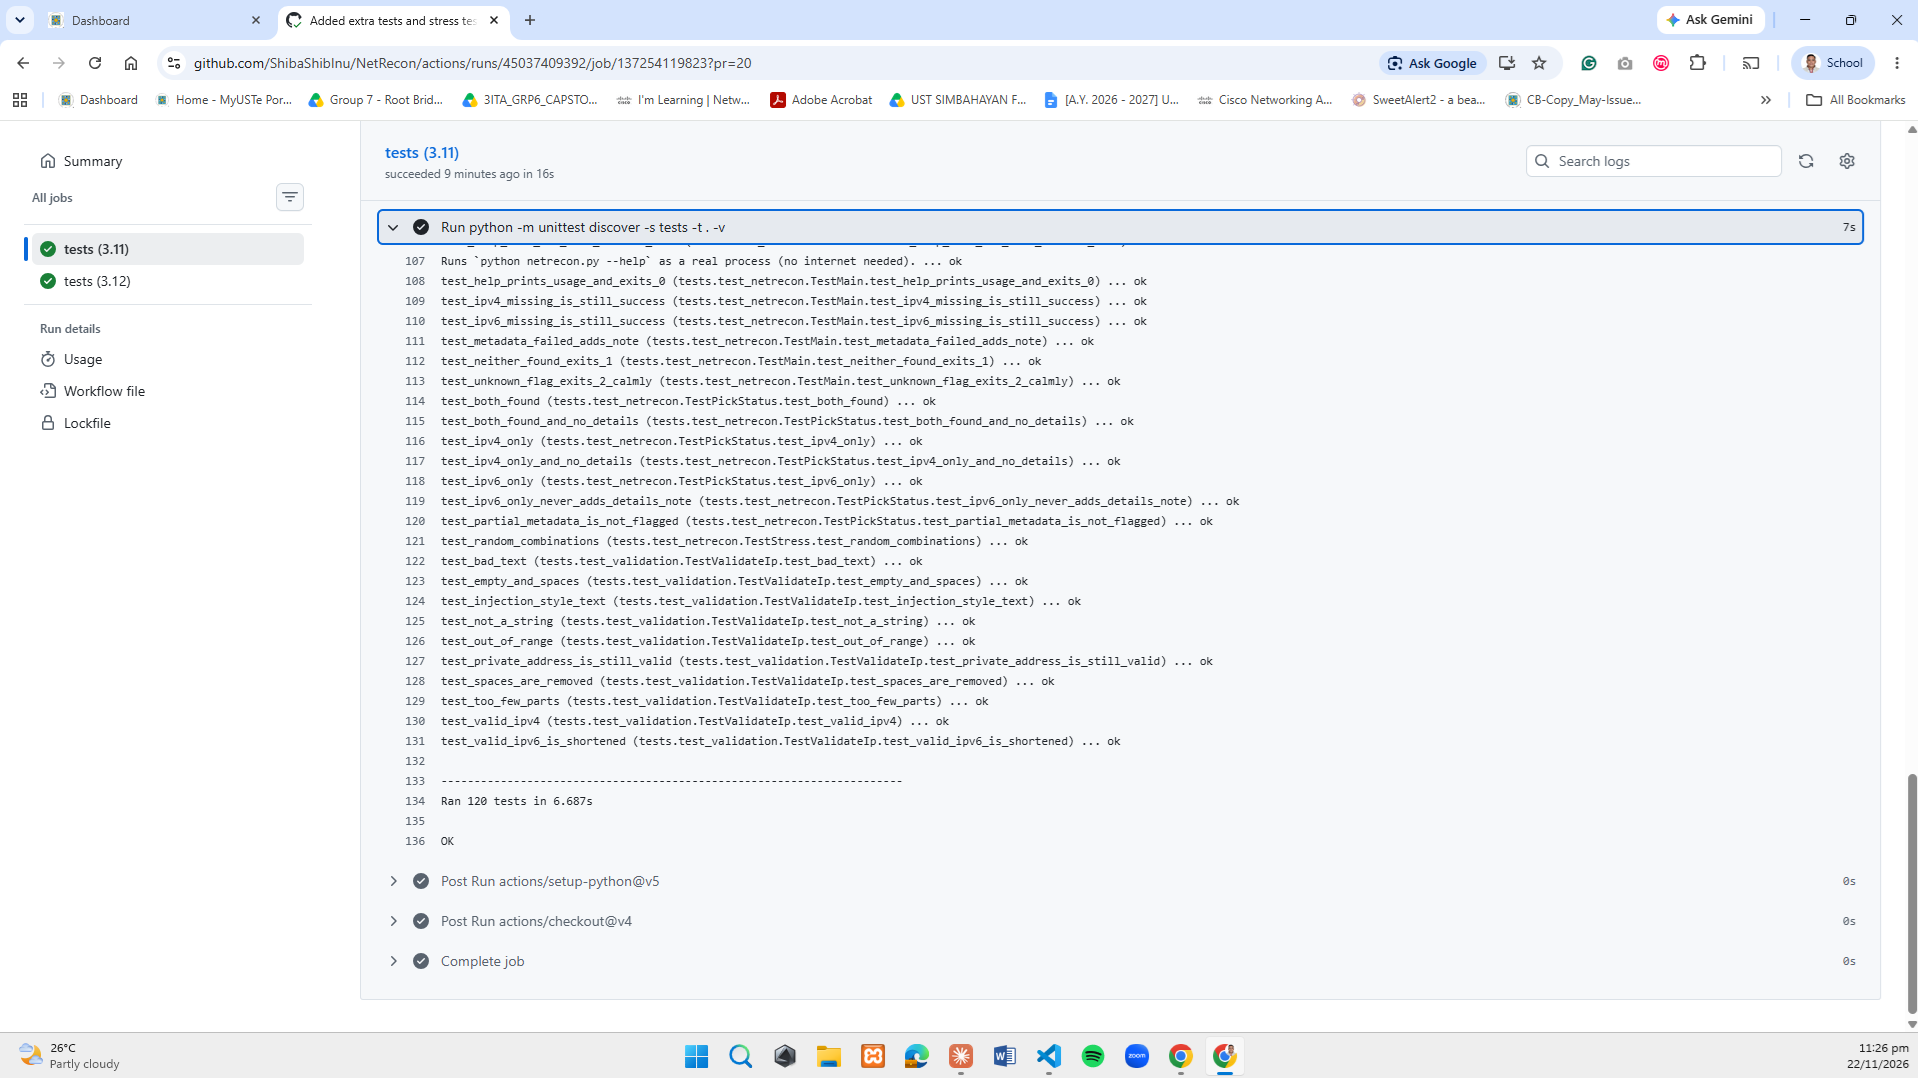 Dashboard
Added extra tests and stress tes
Ask Gemini
github.com/ShibaShibInu/NetRecon/actions/runs/45037409392/job/137254119823?pr=20
Ask Google
School
Dashboard
Home - MyUSTe Por...
Group 7 - Root Brid...
3ITA_GRP6_CAPSTO...
I'm Learning | Netw...
Adobe Acrobat
UST SIMBAHAYAN F...
[A.Y. 2026 - 2027] U...
Cisco Networking A...
SweetAlert2 - a bea...
CB-Copy_May-Issue...
All Bookmarks
Summary
All jobs
tests (3.11)
tests (3.12)
Run details
Usage
Workflow file
Lockfile
tests (3.11)
succeeded 9 minutes ago in 16s
Search logs
Run python -m unittest discover -s tests -t . -v
7s
107 Runs `python netrecon.py --help` as a real process (no internet needed). ... ok
108 test_help_prints_usage_and_exits_0 (tests.test_netrecon.TestMain.test_help_prints_usage_and_exits_0) ... ok
109 test_ipv4_missing_is_still_success (tests.test_netrecon.TestMain.test_ipv4_missing_is_still_success) ... ok
110 test_ipv6_missing_is_still_success (tests.test_netrecon.TestMain.test_ipv6_missing_is_still_success) ... ok
111 test_metadata_failed_adds_note (tests.test_netrecon.TestMain.test_metadata_failed_adds_note) ... ok
112 test_neither_found_exits_1 (tests.test_netrecon.TestMain.test_neither_found_exits_1) ... ok
113 test_unknown_flag_exits_2_calmly (tests.test_netrecon.TestMain.test_unknown_flag_exits_2_calmly) ... ok
114 test_both_found (tests.test_netrecon.TestPickStatus.test_both_found) ... ok
115 test_both_found_and_no_details (tests.test_netrecon.TestPickStatus.test_both_found_and_no_details) ... ok
116 test_ipv4_only (tests.test_netrecon.TestPickStatus.test_ipv4_only) ... ok
117 test_ipv4_only_and_no_details (tests.test_netrecon.TestPickStatus.test_ipv4_only_and_no_details) ... ok
118 test_ipv6_only (tests.test_netrecon.TestPickStatus.test_ipv6_only) ... ok
119 test_ipv6_only_never_adds_details_note (tests.test_netrecon.TestPickStatus.test_ipv6_only_never_adds_details_note) ... ok
120 test_partial_metadata_is_not_flagged (tests.test_netrecon.TestPickStatus.test_partial_metadata_is_not_flagged) ... ok
121 test_random_combinations (tests.test_netrecon.TestStress.test_random_combinations) ... ok
122 test_bad_text (tests.test_validation.TestValidateIp.test_bad_text) ... ok
123 test_empty_and_spaces (tests.test_validation.TestValidateIp.test_empty_and_spaces) ... ok
124 test_injection_style_text (tests.test_validation.TestValidateIp.test_injection_style_text) ... ok
125 test_not_a_string (tests.test_validation.TestValidateIp.test_not_a_string) ... ok
126 test_out_of_range (tests.test_validation.TestValidateIp.test_out_of_range) ... ok
127 test_private_address_is_still_valid (tests.test_validation.TestValidateIp.test_private_address_is_still_valid) ... ok
128 test_spaces_are_removed (tests.test_validation.TestValidateIp.test_spaces_are_removed) ... ok
129 test_too_few_parts (tests.test_validation.TestValidateIp.test_too_few_parts) ... ok
130 test_valid_ipv4 (tests.test_validation.TestValidateIp.test_valid_ipv4) ... ok
131 test_valid_ipv6_is_shortened (tests.test_validation.TestValidateIp.test_valid_ipv6_is_shortened) ... ok
132
133 ----------------------------------------------------------------------
134 Ran 120 tests in 6.687s
135
136 OK
Post Run actions/setup-python@v5
0s
Post Run actions/checkout@v4
0s
Complete job
0s
26°C
Partly cloudy
zoom
11:26 pm
22/11/2026